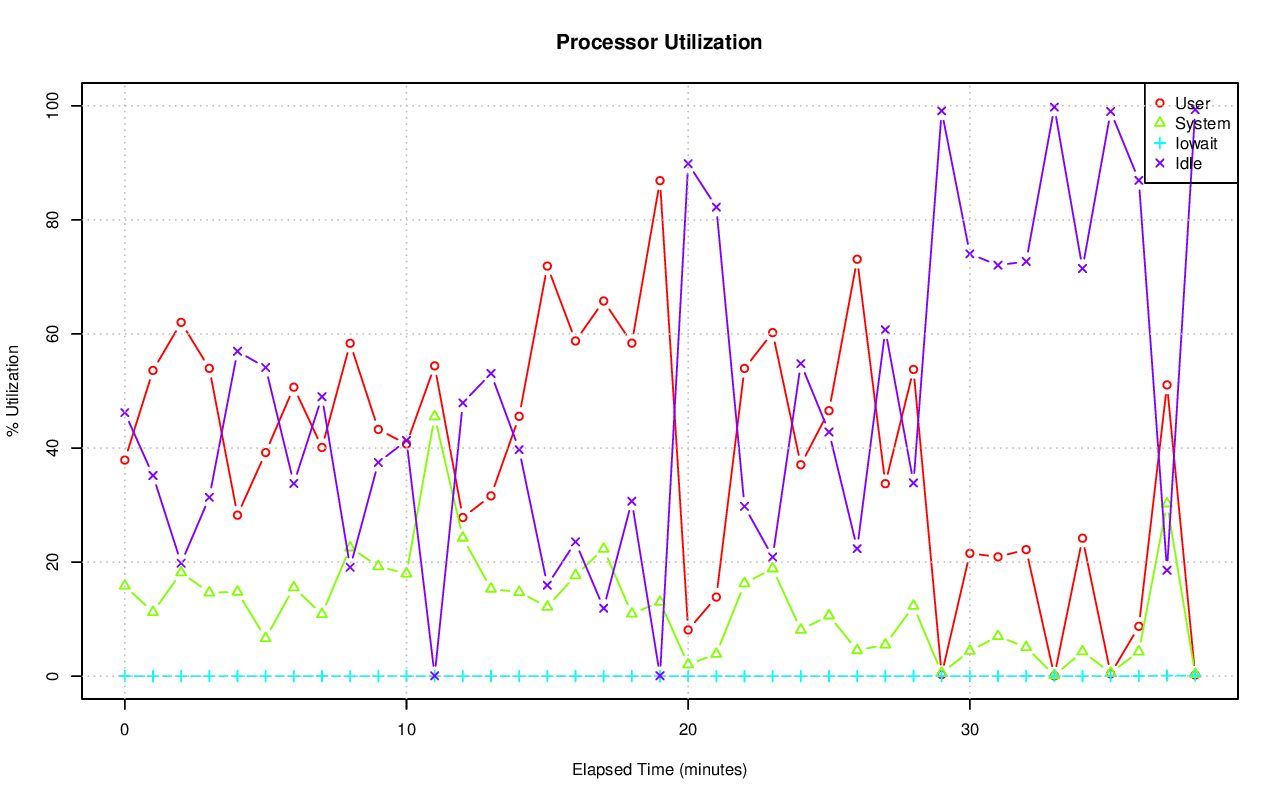 Processor Utilization
% Utilization
100
80
60
40
20
0
User
System
Iowait
Idle
0 10 20 30
Elapsed Time (minutes)